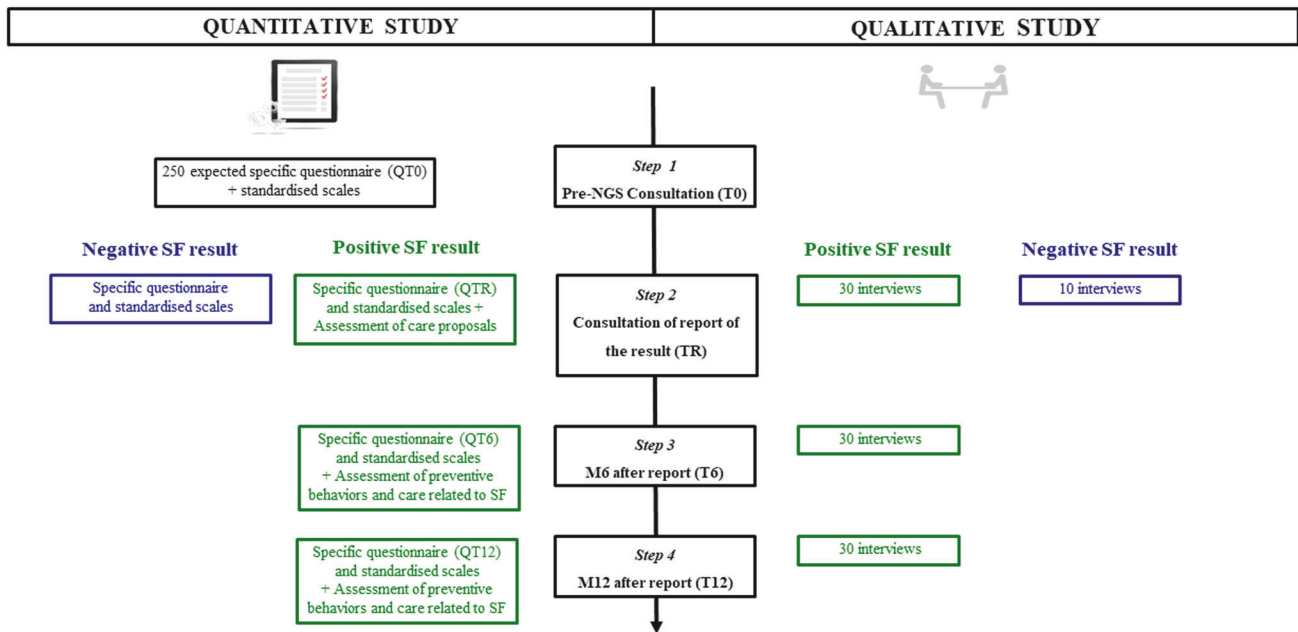 QUANTITATIVE STUDY
QUALITATIVE STUDY
250 expected specific questionnaire (QT0)
+ standardised scales
Step 1
Pre-NGS Consultation (T0)
Negative SF result
Specific questionnaire
and standardised scales
Positive SF result
Specific questionnaire (QTR)
and standardised scales +
Assessment of care proposals
Step 2
Consultation of report of
the result (TR)
Positive SF result
30 interviews
Negative SF result
10 interviews
Specific questionnaire (QT6)
and standardised scales
+ Assessment of preventive
behaviors and care related to SF
Step 3
M6 after report (T6)
30 interviews
Specific questionnaire (QT12)
and standardised scales
+ Assessment of preventive
behaviors and care related to SF
Step 4
M12 after report (T12)
30 interviews